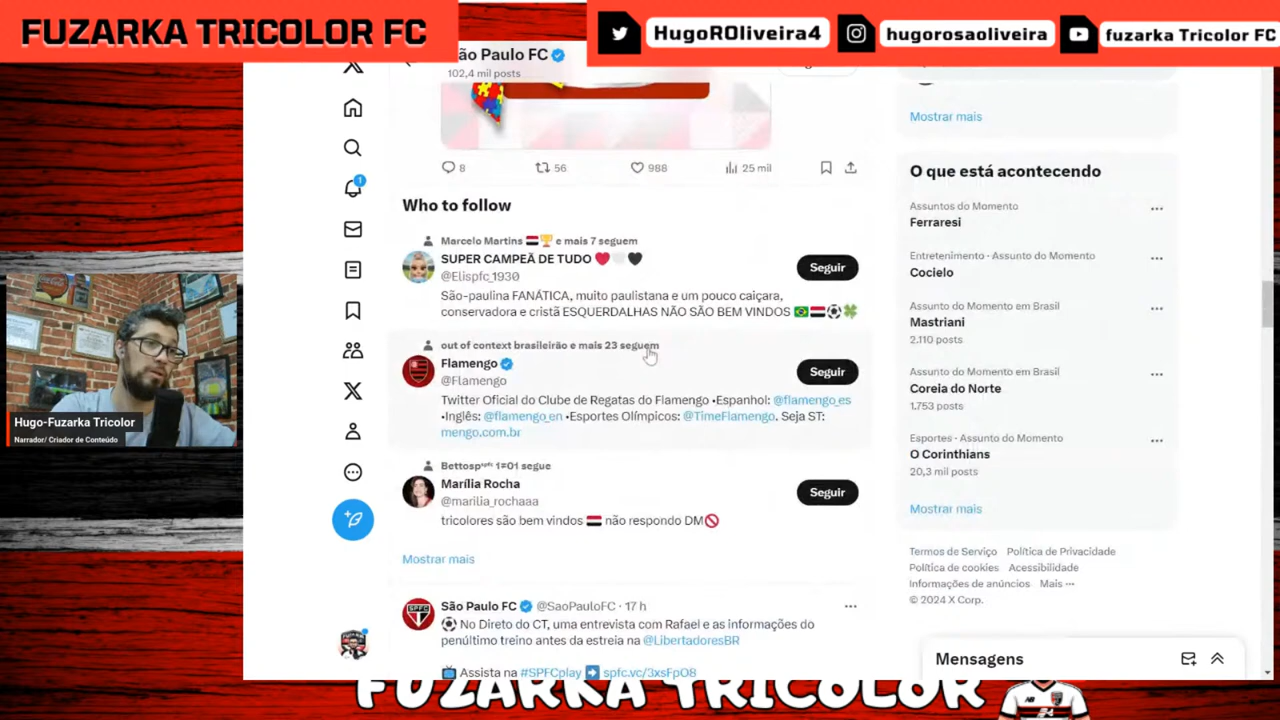 FUZARKA TRICOLOR FC
HugoROliveira4
hugorosaoliveira
fuzarka Tricolor FC
ão Paulo FC
102,4 mil posts
Mostrar mais
8
56
988
25 mil
Who to follow
Marcelo Martins 🇾🇪🏆 e mais 7 seguem
SUPER CAMPEÃ DE TUDO ❤️🤍🖤
@Elispfc_1930
Seguir
São-paulina FANÁTICA, muito paulistana e um pouco caiçara,
conservadora e cristã ESQUERDALHAS NÃO SÃO BEM VINDOS 🇧🇷🇾🇪⚽🍀
out of context brasileirão e mais 23 seguem
Flamengo
@Flamengo
Seguir
Twitter Oficial do Clube de Regatas do Flamengo •Espanhol: @flamengo_es
•Inglês: @flamengo_en •Esportes Olímpicos: @TimeFlamengo. Seja ST:
mengo.com.br
Bettospˢᵖᶠᶜ 1=01 segue
Marília Rocha
@marilia_rochaaa
Seguir
tricolores são bem vindos 🇾🇪 não respondo DM🚫
Mostrar mais
São Paulo FC @SaoPauloFC · 17 h
⚽ No Direto do CT, uma entrevista com Rafael e as informações do
penúltimo treino antes da estreia na @LibertadoresBR
📺 Assista na #SPFCplay ➡️ spfc.vc/3xsFpO8
O que está acontecendo
Assuntos do Momento
Ferraresi
Entretenimento · Assunto do Momento
Cocielo
Assunto do Momento em Brasil
Mastriani
2.110 posts
Assunto do Momento em Brasil
Coreia do Norte
1.753 posts
Esportes · Assunto do Momento
O Corinthians
20,3 mil posts
Mostrar mais
Termos de Serviço Política de Privacidade
Política de cookies Acessibilidade
Informações de anúncios Mais ···
© 2024 X Corp.
Mensagens
1
Hugo-Fuzarka Tricolor
Narrador/ Criador de Conteúdo
FUZARKA TRICOLOR